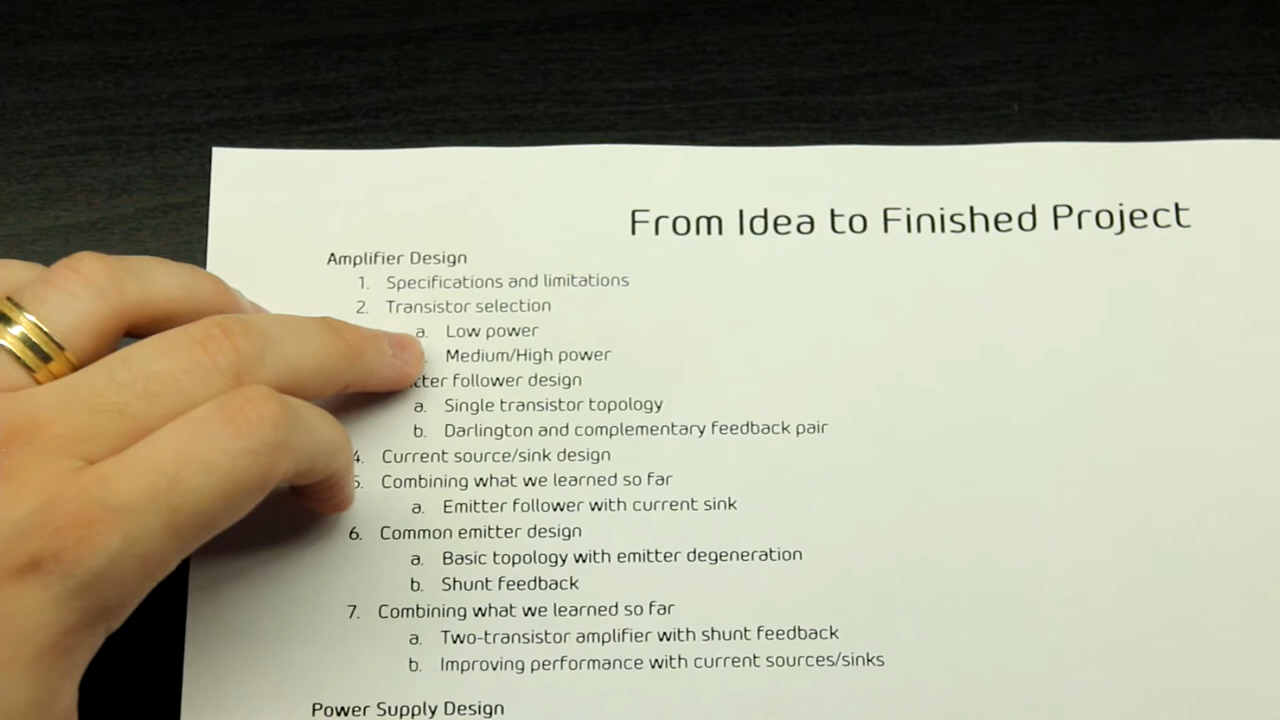 From Idea to Finished Project
Amplifier Design
1. Specifications and limitations
2. Transistor selection
a. Low power
Medium/High power
follower design
a. Single transistor topology
b. Darlington and complementary feedback pair
4. Current source/sink design
5. Combining what we learned so far
a. Emitter follower with current sink
6. Common emitter design
a. Basic topology with emitter degeneration
b. Shunt feedback
7. Combining what we learned so far
a. Two-transistor amplifier with shunt feedback
b. Improving performance with current sources/sinks
Power Supply Design